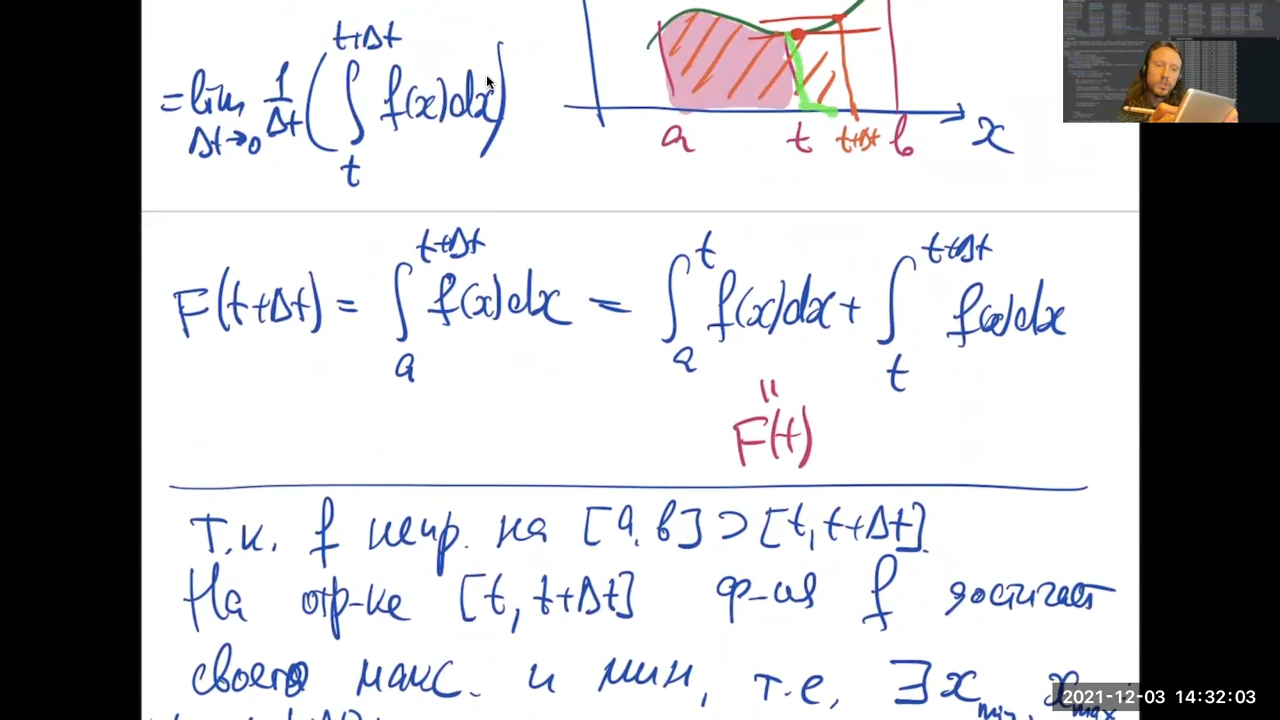 = lim_{Δt→0} 1/Δt ( ∫_t^{t+Δt} f(x)dx )
a t t+Δt b x
F(t+Δt) = ∫_a^{t+Δt} f(x)dx = ∫_a^t f(x)dx + ∫_t^{t+Δt} f(x)dx
"
F(t)
Т.к. f непр. на [a, b] ⊃ [t, t+Δt].
На отр-ке [t, t+Δt] ф-ия f достигает
своего макс. и мин, т.е, ∃ x_min, x_max
2021-12-03 14:32:03